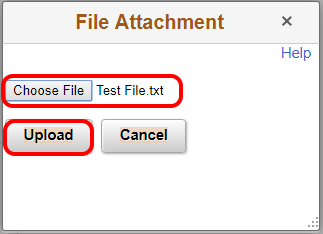 File Attachment ×
Help
Choose File Test File.txt
Upload Cancel